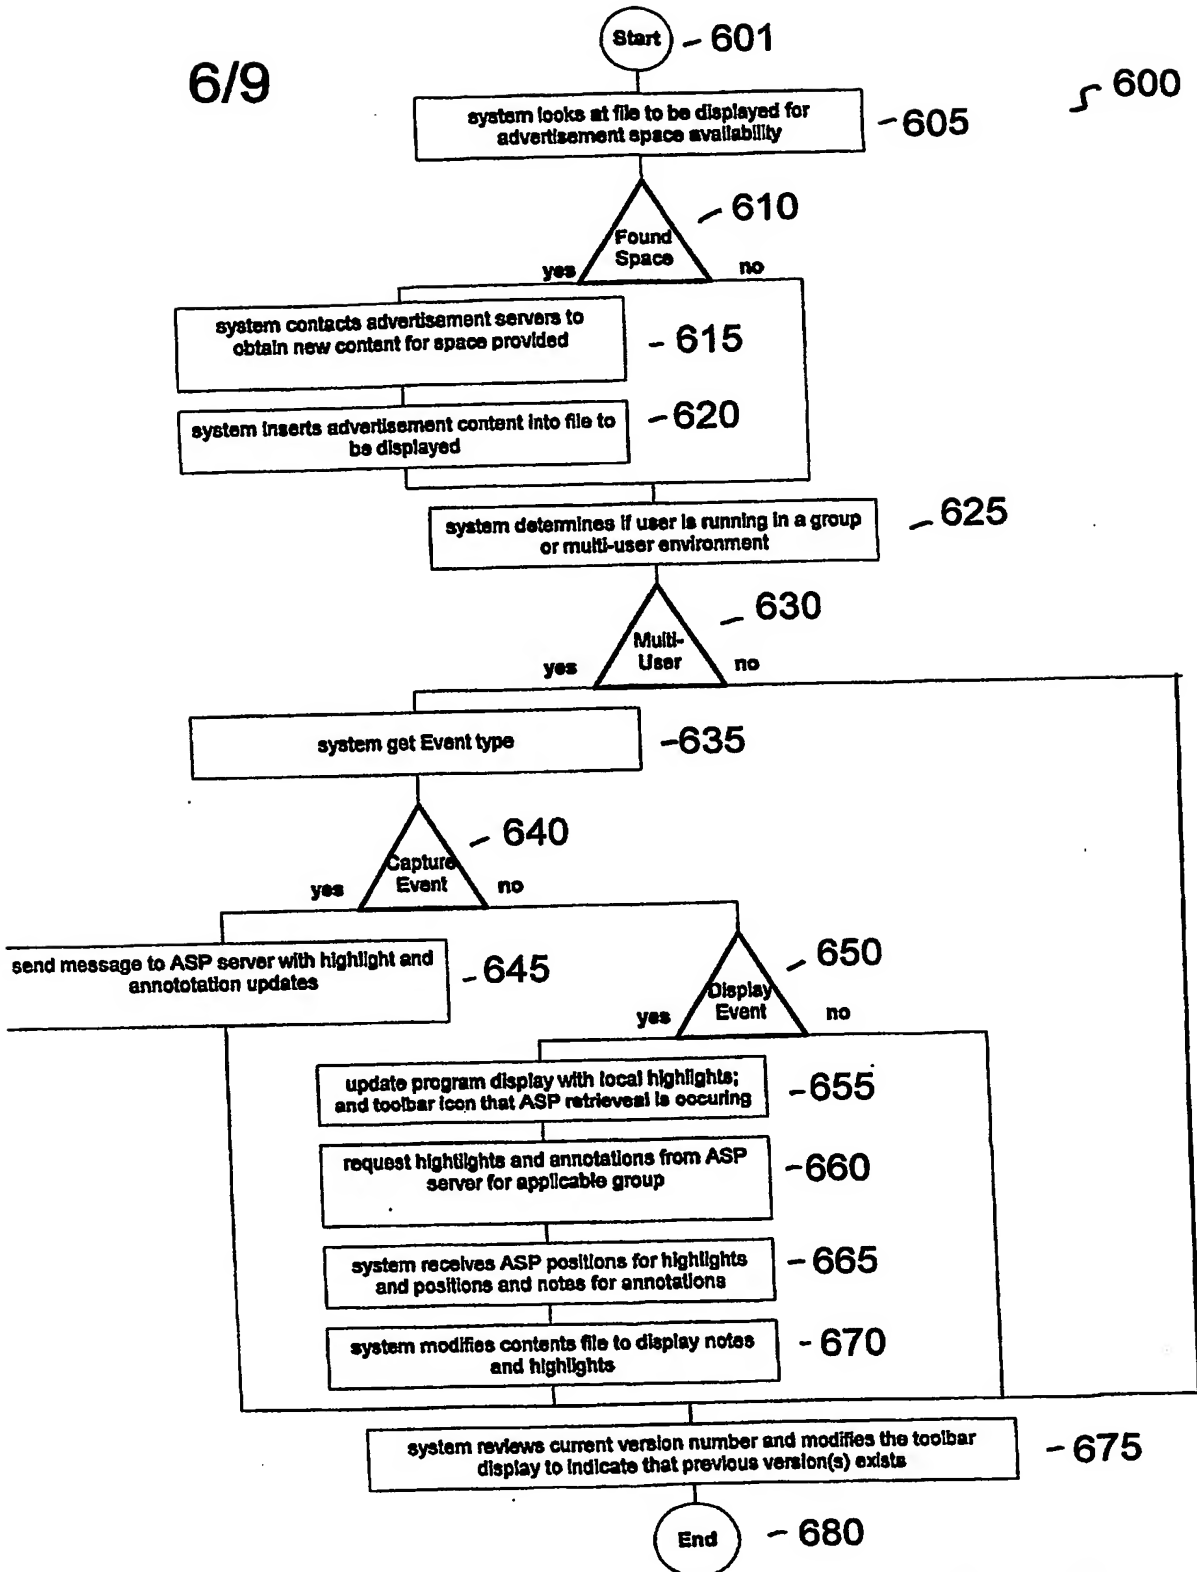 6/9
Start
601
600
system looks at file to be displayed for
advertisement space availability
605
610
Found
Space
yes
no
system contacts advertisement servers to
obtain new content for space provided
615
system inserts advertisement content into file to
be displayed
620
system determines if user is running in a group
or multi-user environment
625
630
Multi-
User
yes
no
system get Event type
635
640
Capture
Event
yes
no
send message to ASP server with highlight and
annototation updates
645
650
Display
Event
yes
no
update program display with local highlights;
and toolbar icon that ASP retrieveal is occuring
655
request hightlights and annotations from ASP
server for applicable group
660
system receives ASP positions for highlights
and positions and notes for annotations
665
system modifies contents file to display notes
and highlights
670
system reviews current version number and modifies the toolbar
display to indicate that previous version(s) exists
675
End
680